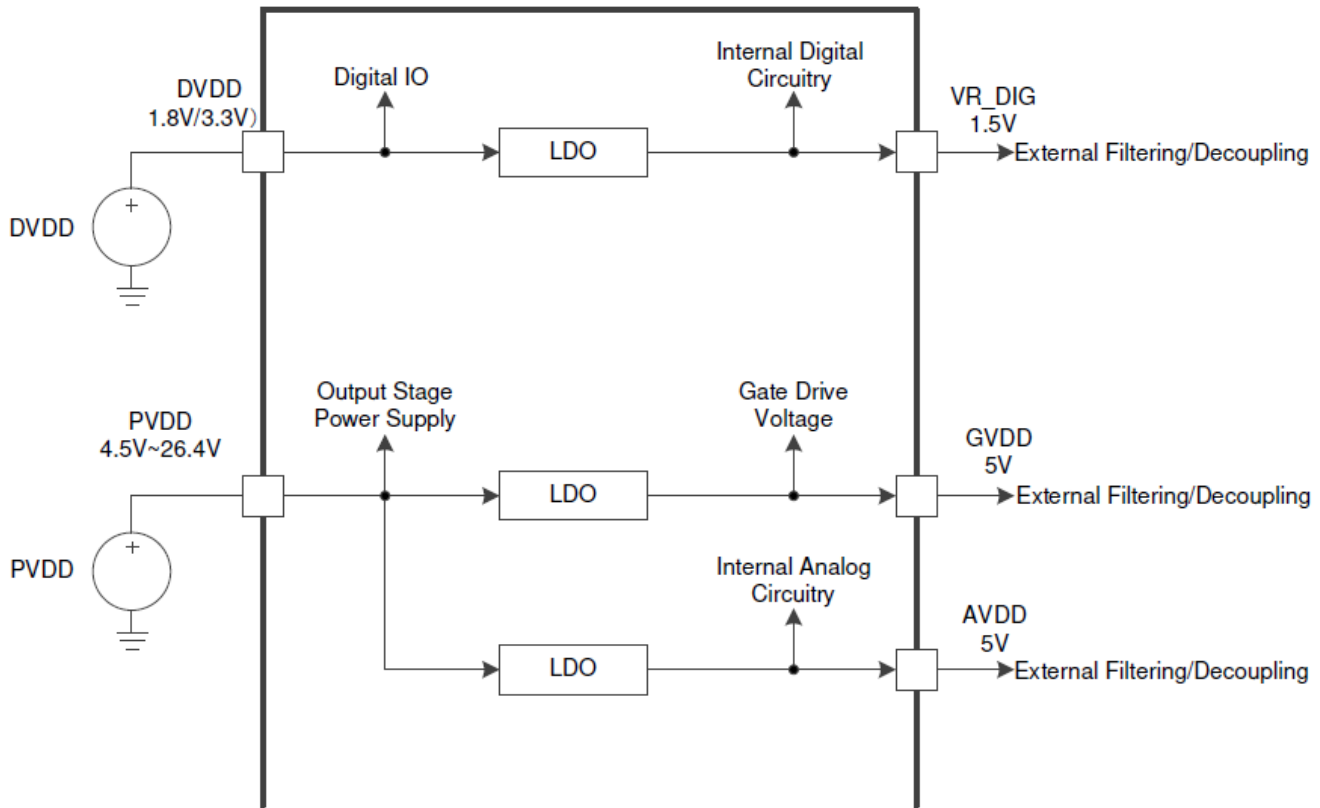 DVDD
1.8V/3.3V)
Digital IO
Internal Digital
Circuitry
VR_DIG
1.5V
LDO
External Filtering/Decoupling
+
DVDD
PVDD
4.5V~26.4V
Output Stage
Power Supply
Gate Drive
Voltage
GVDD
5V
LDO
External Filtering/Decoupling
+
PVDD
Internal Analog
Circuitry
AVDD
5V
LDO
External Filtering/Decoupling